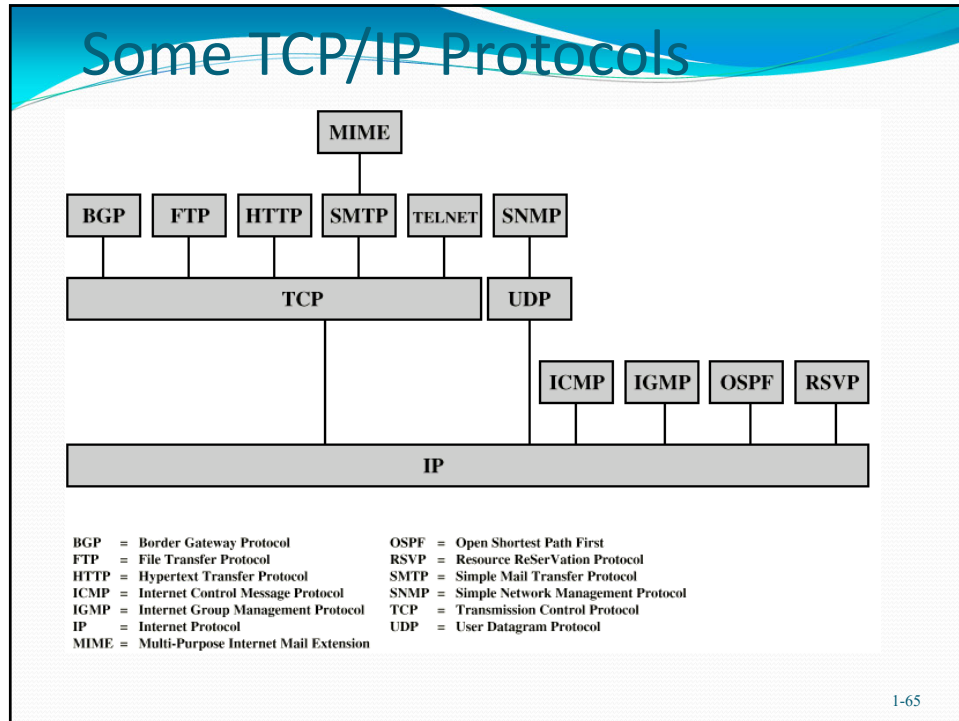 Some TCP/IP Protocols
MIME
BGP FTP HTTP SMTP TELNET SNMP
TCP UDP
ICMP IGMP OSPF RSVP
IP
BGP = Border Gateway Protocol
FTP = File Transfer Protocol
HTTP = Hypertext Transfer Protocol
ICMP = Internet Control Message Protocol
IGMP = Internet Group Management Protocol
IP = Internet Protocol
MIME = Multi-Purpose Internet Mail Extension
OSPF = Open Shortest Path First
RSVP = Resource ReSerVation Protocol
SMTP = Simple Mail Transfer Protocol
SNMP = Simple Network Management Protocol
TCP = Transmission Control Protocol
UDP = User Datagram Protocol
1-65